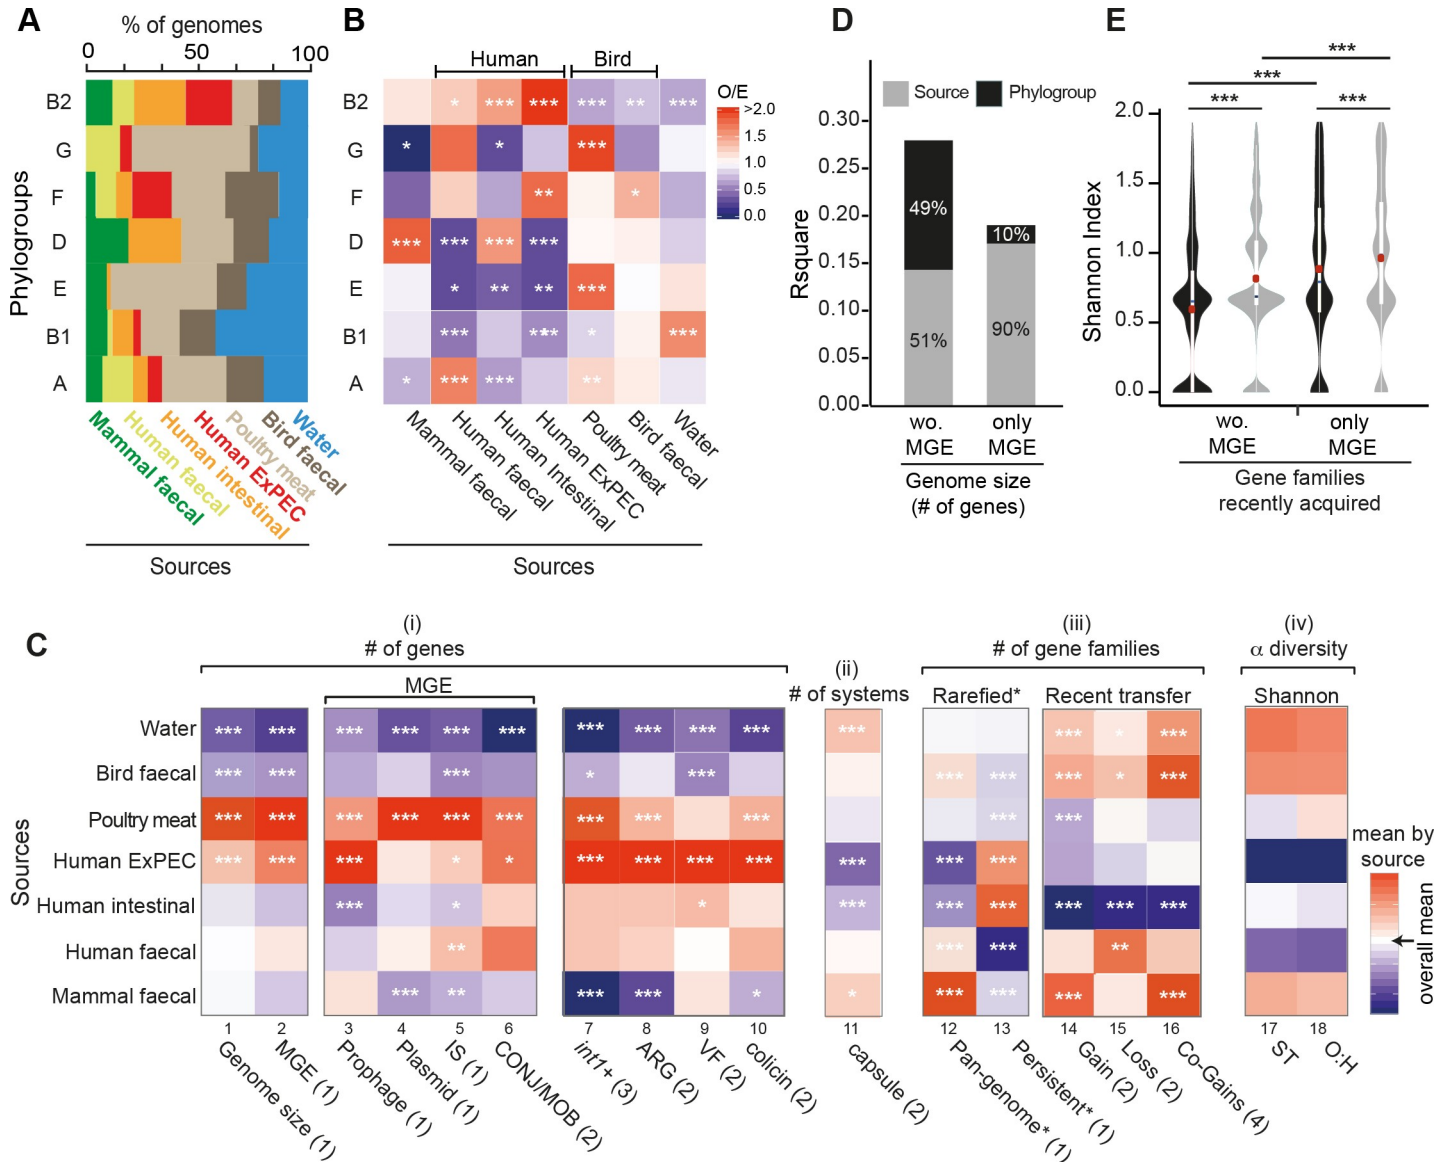 A
% of genomes
0 50 100
B2
G
F
D
E
B1
A
Phylogroups
Mammal faecal
Human faecal
Human intestinal
Human ExPEC
Poultry meat
Bird faecal
Water
Sources
B
Human Bird
B2 * *** *** *** ** ***
G * * ***
F ** *
D *** *** *** ***
E * ** ** ***
B1 *** *** * ***
A * *** *** **
O/E
>2.0
1.5
1.0
0.5
0.0
Mammal faecal
Human faecal
Human Intestinal
Human ExPEC
Poultry meat
Bird faecal
Water
Sources
D
Source Phylogroup
Rsquare
0.30
0.25
0.20
0.15
0.10
0.05
0.00
49%
51%
10%
90%
wo. MGE
only MGE
Genome size
(# of genes)
E
***
***
*** ***
Shannon Index
2.0
1.5
1.0
0.5
0.0
wo. MGE
only MGE
Gene families
recently acquired
C
(i)
# of genes
MGE
(ii)
# of systems
(iii)
# of gene families
Rarefied* Recent transfer
(iv)
α diversity
Shannon
Sources
Water *** *** *** *** *** *** *** *** *** *** *** *** * ***
Bird faecal *** *** *** * *** *** *** *** * ***
Poultry meat *** *** *** *** *** *** *** *** *** *** ***
Human ExPEC *** *** *** * * *** *** *** *** *** *** ***
Human intestinal *** * * *** *** *** *** *** ***
Human faecal ** *** *** **
Mammal faecal *** ** *** *** * * *** *** *** ***
1 2 3 4 5 6 7 8 9 10 11 12 13 14 15 16 17 18
Genome size (1)
MGE (1)
Prophage (1)
Plasmid (1)
IS (1)
CONJ/MOB (2)
int1+ (3)
ARG (2)
VF (2)
colicin (2)
capsule (2)
Pan-genome* (1)
Persistent* (1)
Gain (2)
Loss (2)
Co-Gains (4)
ST
O:H
mean by
source
overall mean